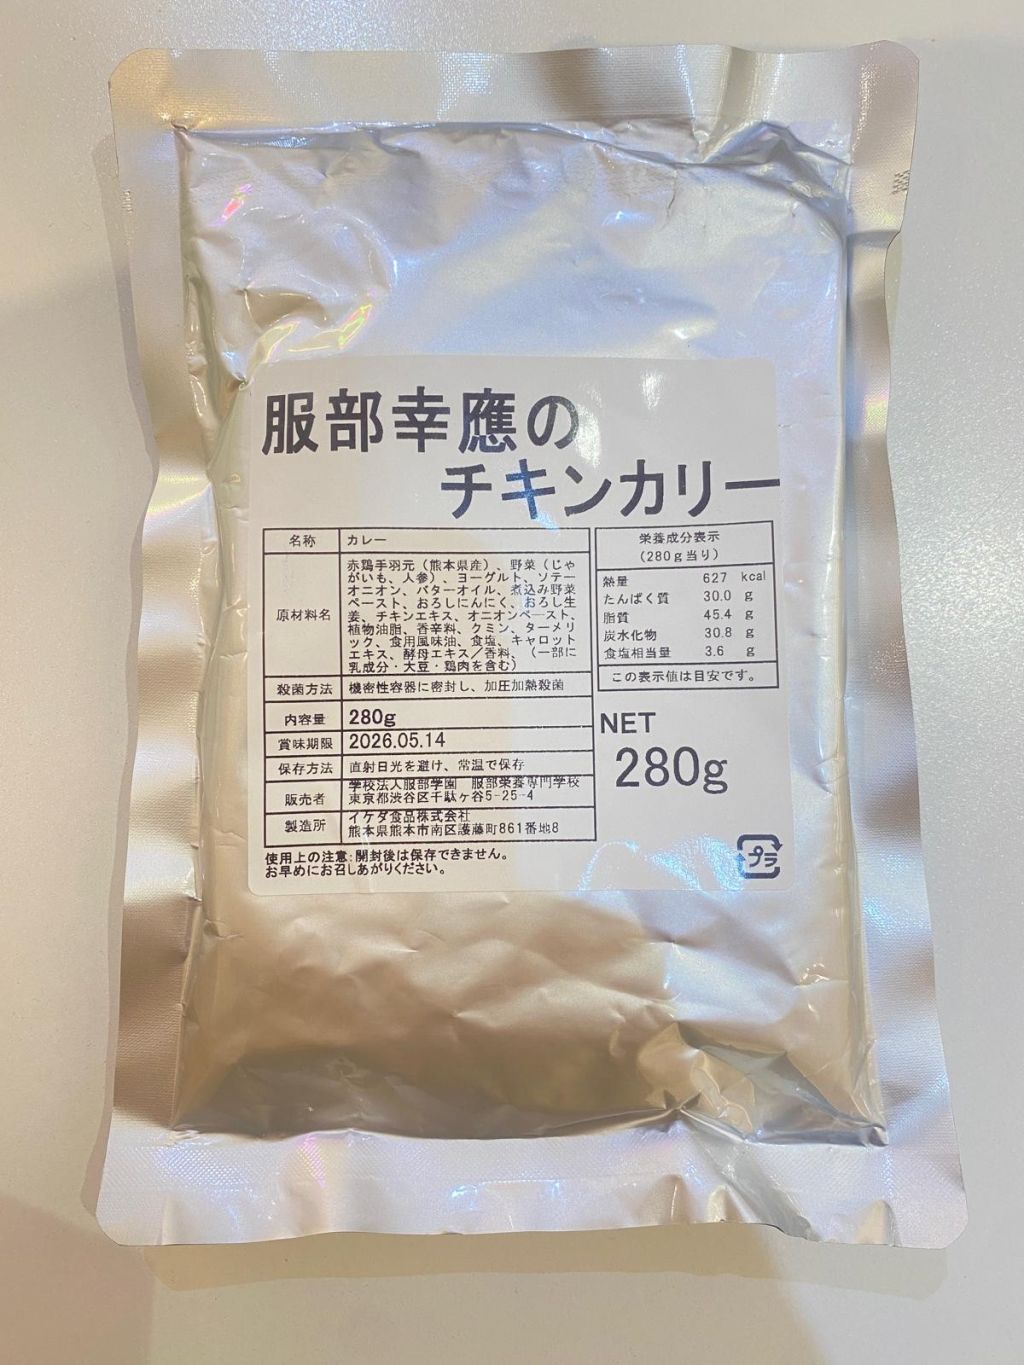 服部幸應の
チキンカリー
名称 カレー
原材料名
赤鶏手羽元（熊本県産）、野菜（じゃ
がいも、人参）、ヨーグルト、ソテー
オニオン、バターオイル、煮込み野菜
ペースト、おろしにんにく、おろし生
姜、チキンエキス、オニオンペースト、
植物油脂、香辛料、クミン、ターメリ
ック、食用風味油、食塩、キャロット
エキス、酵母エキス／香料、（一部に
乳成分・大豆・鶏肉を含む）
殺菌方法 機密性容器に密封し、加圧加熱殺菌
内容量 280g
賞味期限 2026.05.14
保存方法 直射日光を避け、常温で保存
販売者
学校法人服部学園 服部栄養専門学校
東京都渋谷区千駄ヶ谷5-25-4
製造所
イケダ食品株式会社
熊本県熊本市南区護藤町861番地8
使用上の注意:開封後は保存できません。
お早めにお召しあがりください。
栄養成分表示
（280ｇ当り）
熱量 627 kcal
たんぱく質 30.0 g
脂質 45.4 g
炭水化物 30.8 g
食塩相当量 3.6 g
この表示値は目安です。
NET
280g
プラ